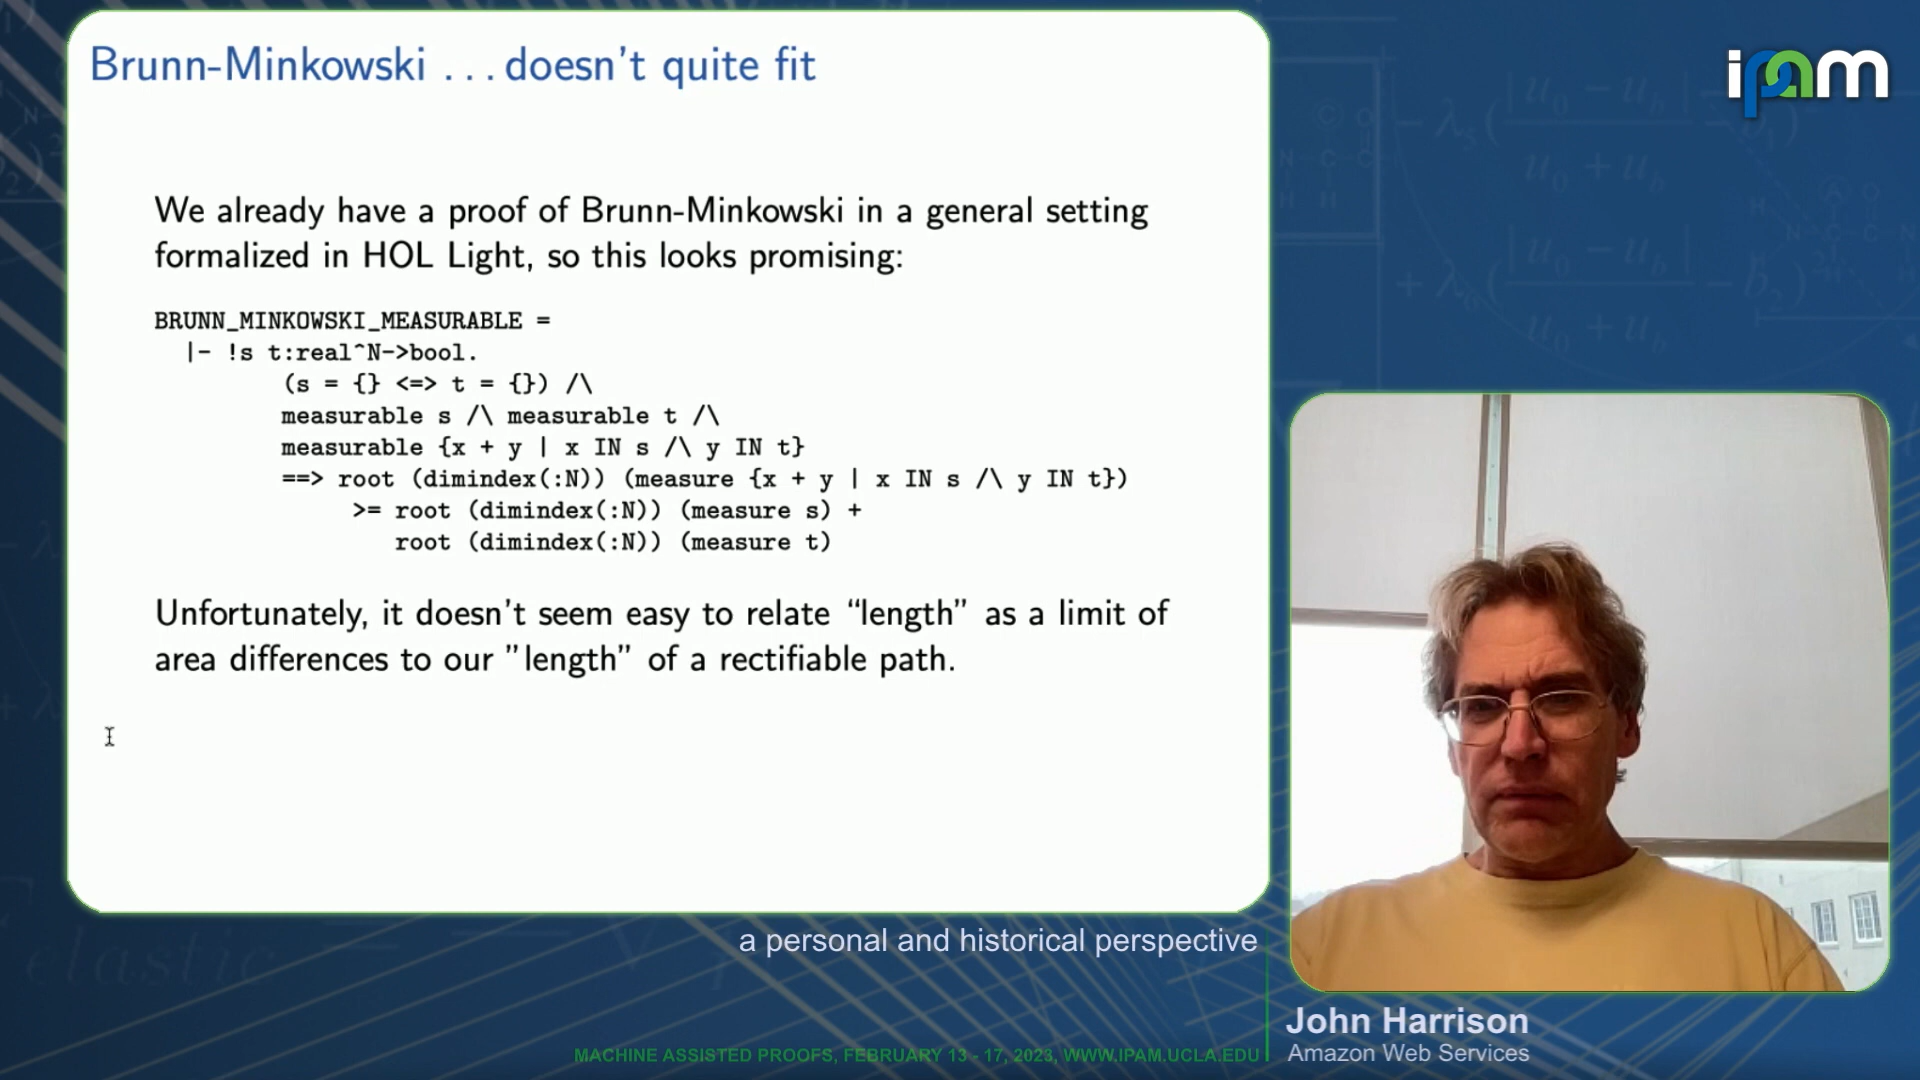 Brunn-Minkowski ... doesn't quite fit
We already have a proof of Brunn-Minkowski in a general setting
formalized in HOL Light, so this looks promising:
BRUNN_MINKOWSKI_MEASURABLE =
|- !s t:real^N->bool.
(s = {} <=> t = {}) /\
measurable s /\ measurable t /\
measurable {x + y | x IN s /\ y IN t}
==> root (dimindex(:N)) (measure {x + y | x IN s /\ y IN t})
>= root (dimindex(:N)) (measure s) +
root (dimindex(:N)) (measure t)
Unfortunately, it doesn't seem easy to relate “length” as a limit of
area differences to our ”length” of a rectifiable path.
ipam
a personal and historical perspective
John Harrison
Amazon Web Services
MACHINE ASSISTED PROOFS, FEBRUARY 13 - 17, 2023, WWW.IPAM.UCLA.EDU
elastic